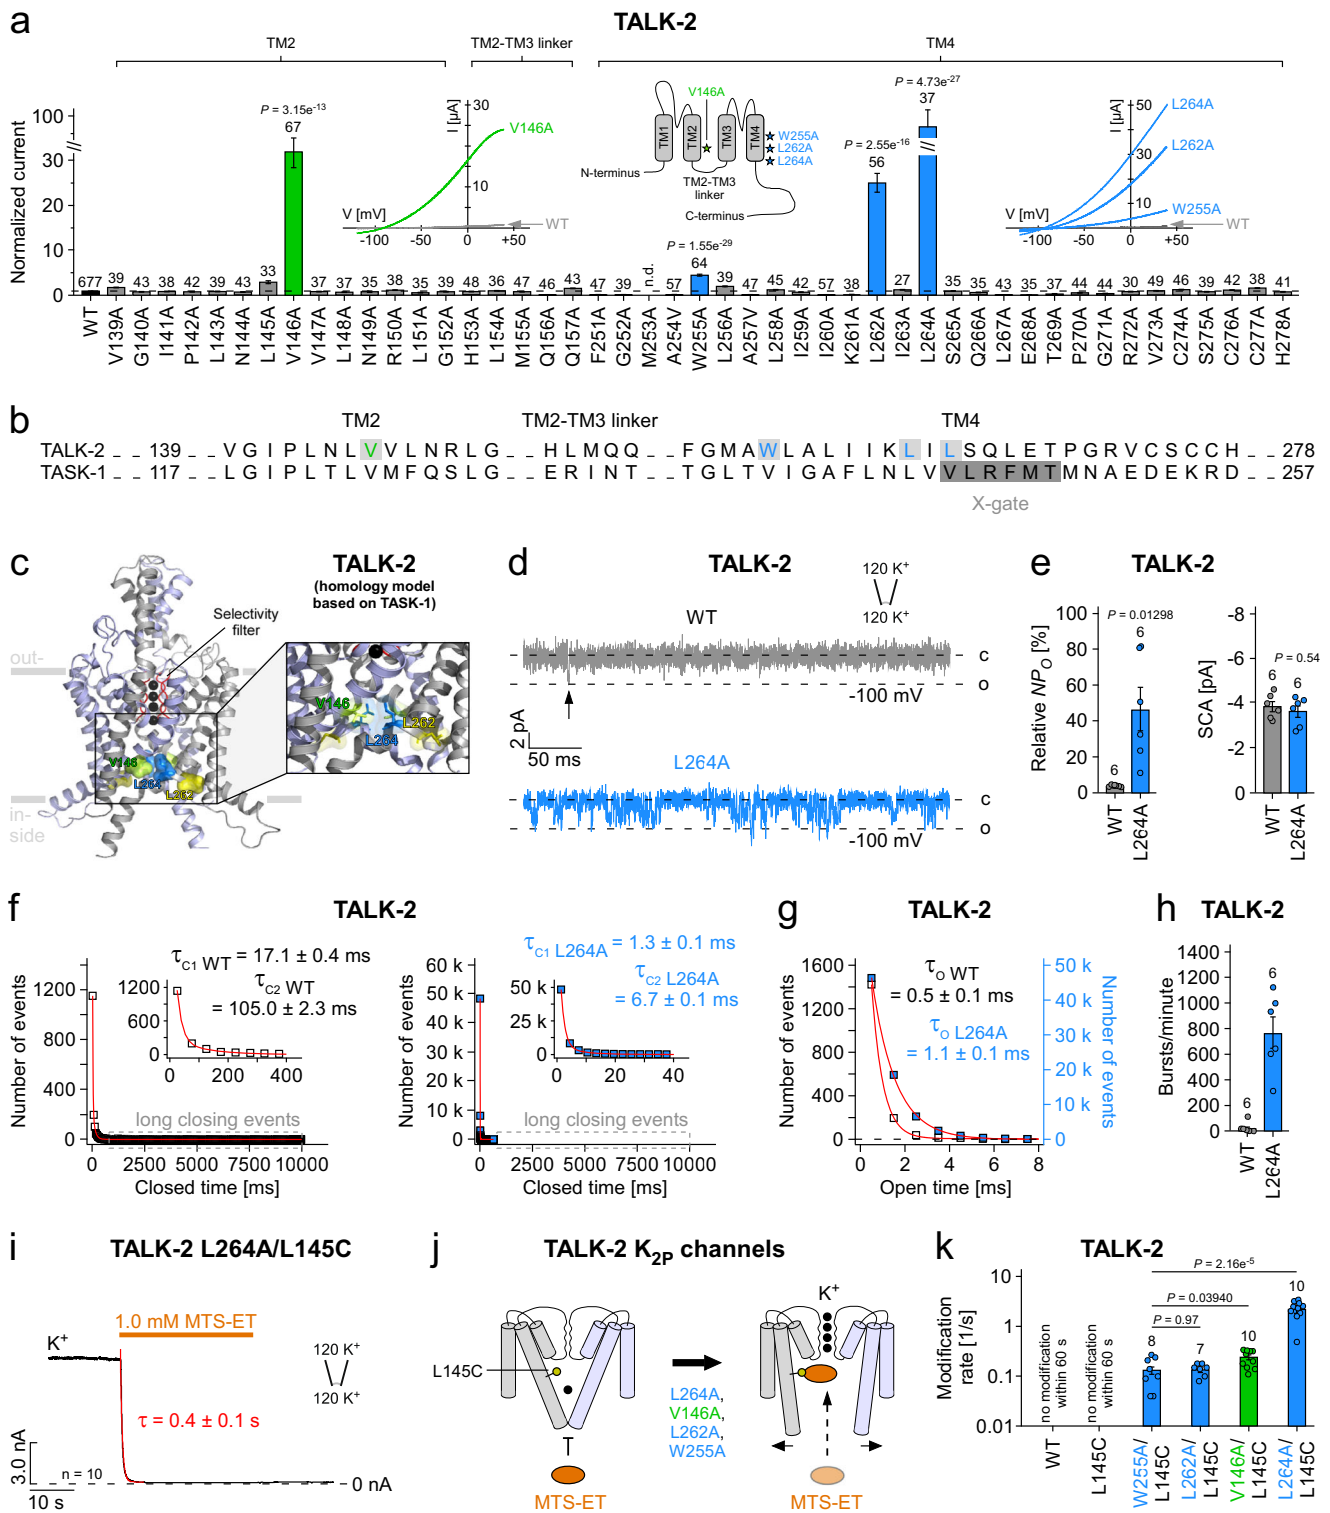 a
TALK-2
TM2
TM2-TM3 linker
TM4
Normalized current
100
30
20
10
0
P = 3.15e-13
P = 1.55e-29
P = 2.55e-16
P = 4.73e-27
677 39 43 38 42 39 44 33 67 37 37 35 38 35 39 48 36 47 46 43 47 39 n.d. 57 64 39 47 45 42 57 38 56 27 37 35 35 43 35 37 44 44 30 49 46 39 42 38 41
WT V139A G140A I141A P142A L143A N144A L145A V146A V147A L148A N149A R150A L151A G152A H153A L154A M155A Q156A Q157A F251A G252A M253A A254V W255A L256A A257V L258A I259A I260A K261A L262A I263A L264A S265A Q266A L267A E268A T269A P270A G271A R272A V273A C274A S275A C276A C277A H278A
I [µA]
30
10
V146A
WT
V [mV]
-100 -50 0 +50
V146A
TM1 TM2 TM3 TM4
W255A
L262A
L264A
N-terminus
TM2-TM3
linker
C-terminus
I [µA]
50
30
10
L264A
L262A
W255A
WT
V [mV]
-100 -50 0 +50
b
TM2
TM2-TM3 linker
TM4
TALK-2 _ _ 139 _ _ V G I P L N L V V L N R L G _ _ H L M Q Q _ _ F G M A W L A L I I K L I L S Q L E T P G R V C S C C H _ _ 278
TASK-1 _ _ 117 _ _ L G I P L T L V M F Q S L G _ _ E R I N T _ _ T G L T V I G A F L N L V V L R F M T M N A E D E K R D _ _ 257
X-gate
c
TALK-2
(homology model
based on TASK-1)
Selectivity
filter
out-
in-
side
V146
L264
L262
V146
L264
L262
d
TALK-2
120 K+
120 K+
WT
c
o
-100 mV
2 pA
50 ms
L264A
c
o
-100 mV
e
TALK-2
Relative NPO [%]
100
80
60
40
20
0
P = 0.01298
6
6
WT
L264A
SCA [pA]
-8
-6
-4
-2
0
P = 0.54
6
6
WT
L264A
f
TALK-2
Number of events
1200
800
400
0
τC1 WT = 17.1 ± 0.4 ms
τC2 WT
= 105.0 ± 2.3 ms
1200
600
0
0 200 400
long closing events
0 2500 5000 7500 10000
Closed time [ms]
Number of events
60 k
50 k
40 k
30 k
20 k
10 k
0
τC1 L264A = 1.3 ± 0.1 ms
τC2 L264A
= 6.7 ± 0.1 ms
50 k
25 k
0
0 20 40
long closing events
0 2500 5000 7500 10000
Closed time [ms]
g
TALK-2
Number of events
1600
1200
800
400
0
τO WT
= 0.5 ± 0.1 ms
τO L264A
= 1.1 ± 0.1 ms
50 k
40 k
30 k
20 k
10 k
0
Number of events
0 2 4 6 8
Open time [ms]
h
TALK-2
Bursts/minute
1400
1200
1000
800
600
400
200
0
6
6
WT
L264A
i
TALK-2 L264A/L145C
1.0 mM MTS-ET
K+
120 K+
120 K+
τ = 0.4 ± 0.1 s
3.0 nA
n = 10
0 nA
10 s
j
TALK-2 K2P channels
L145C
MTS-ET
L264A,
V146A,
L262A,
W255A
K+
MTS-ET
k
TALK-2
Modification
rate [1/s]
10
1
0.1
0.01
P = 2.16e-5
P = 0.03940
P = 0.97
no modification
within 60 s
no modification
within 60 s
8
7
10
10
WT
L145C
W255A/
L145C
L262A/
L145C
V146A/
L145C
L264A/
L145C